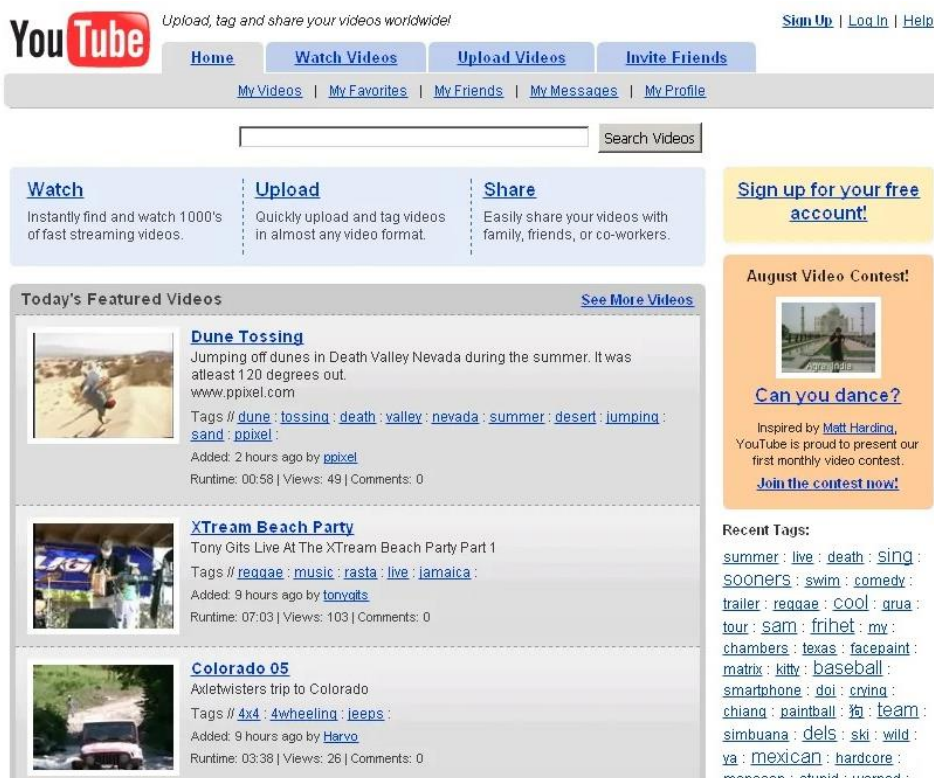 You Tube
Upload, tag and share your videos worldwide!
Sign Up | Log In | Help
Home
Watch Videos
Upload Videos
Invite Friends
My Videos | My Favorites | My Friends | My Messages | My Profile
Search Videos
Watch
Instantly find and watch 1000's
of fast streaming videos.
Upload
Quickly upload and tag videos
in almost any video format.
Share
Easily share your videos with
family, friends, or co-workers.
Sign up for your free
account!
Today's Featured Videos
See More Videos
Dune Tossing
Jumping off dunes in Death Valley Nevada during the summer. It was
atleast 120 degrees out.
www.ppixel.com
Tags // dune : tossing : death : valley : nevada : summer : desert : jumping :
sand : ppixel :
Added: 2 hours ago by ppixel
Runtime: 00:58 | Views: 49 | Comments: 0
XTream Beach Party
Tony Gits Live At The XTream Beach Party Part 1
Tags // reggae : music : rasta : live : jamaica :
Added: 9 hours ago by tonygits
Runtime: 07:03 | Views: 103 | Comments: 0
Colorado 05
Axletwisters trip to Colorado
Tags // 4x4 : 4wheeling : jeeps :
Added: 9 hours ago by Harvo
Runtime: 03:38 | Views: 26 | Comments: 0
August Video Contest!
Agra, India
Can you dance?
Inspired by Matt Harding,
YouTube is proud to present our
first monthly video contest.
Join the contest now!
Recent Tags:
summer : live : death : sing :
sooners : swim : comedy :
trailer : reggae : cool : grua :
tour : sam : frihet : my :
chambers : texas : facepaint :
matrix : kitty : baseball :
smartphone : doi : crying :
chiang : paintball : 狗 : team :
simbuana : dels : ski : wild :
ya : mexican : hardcore :